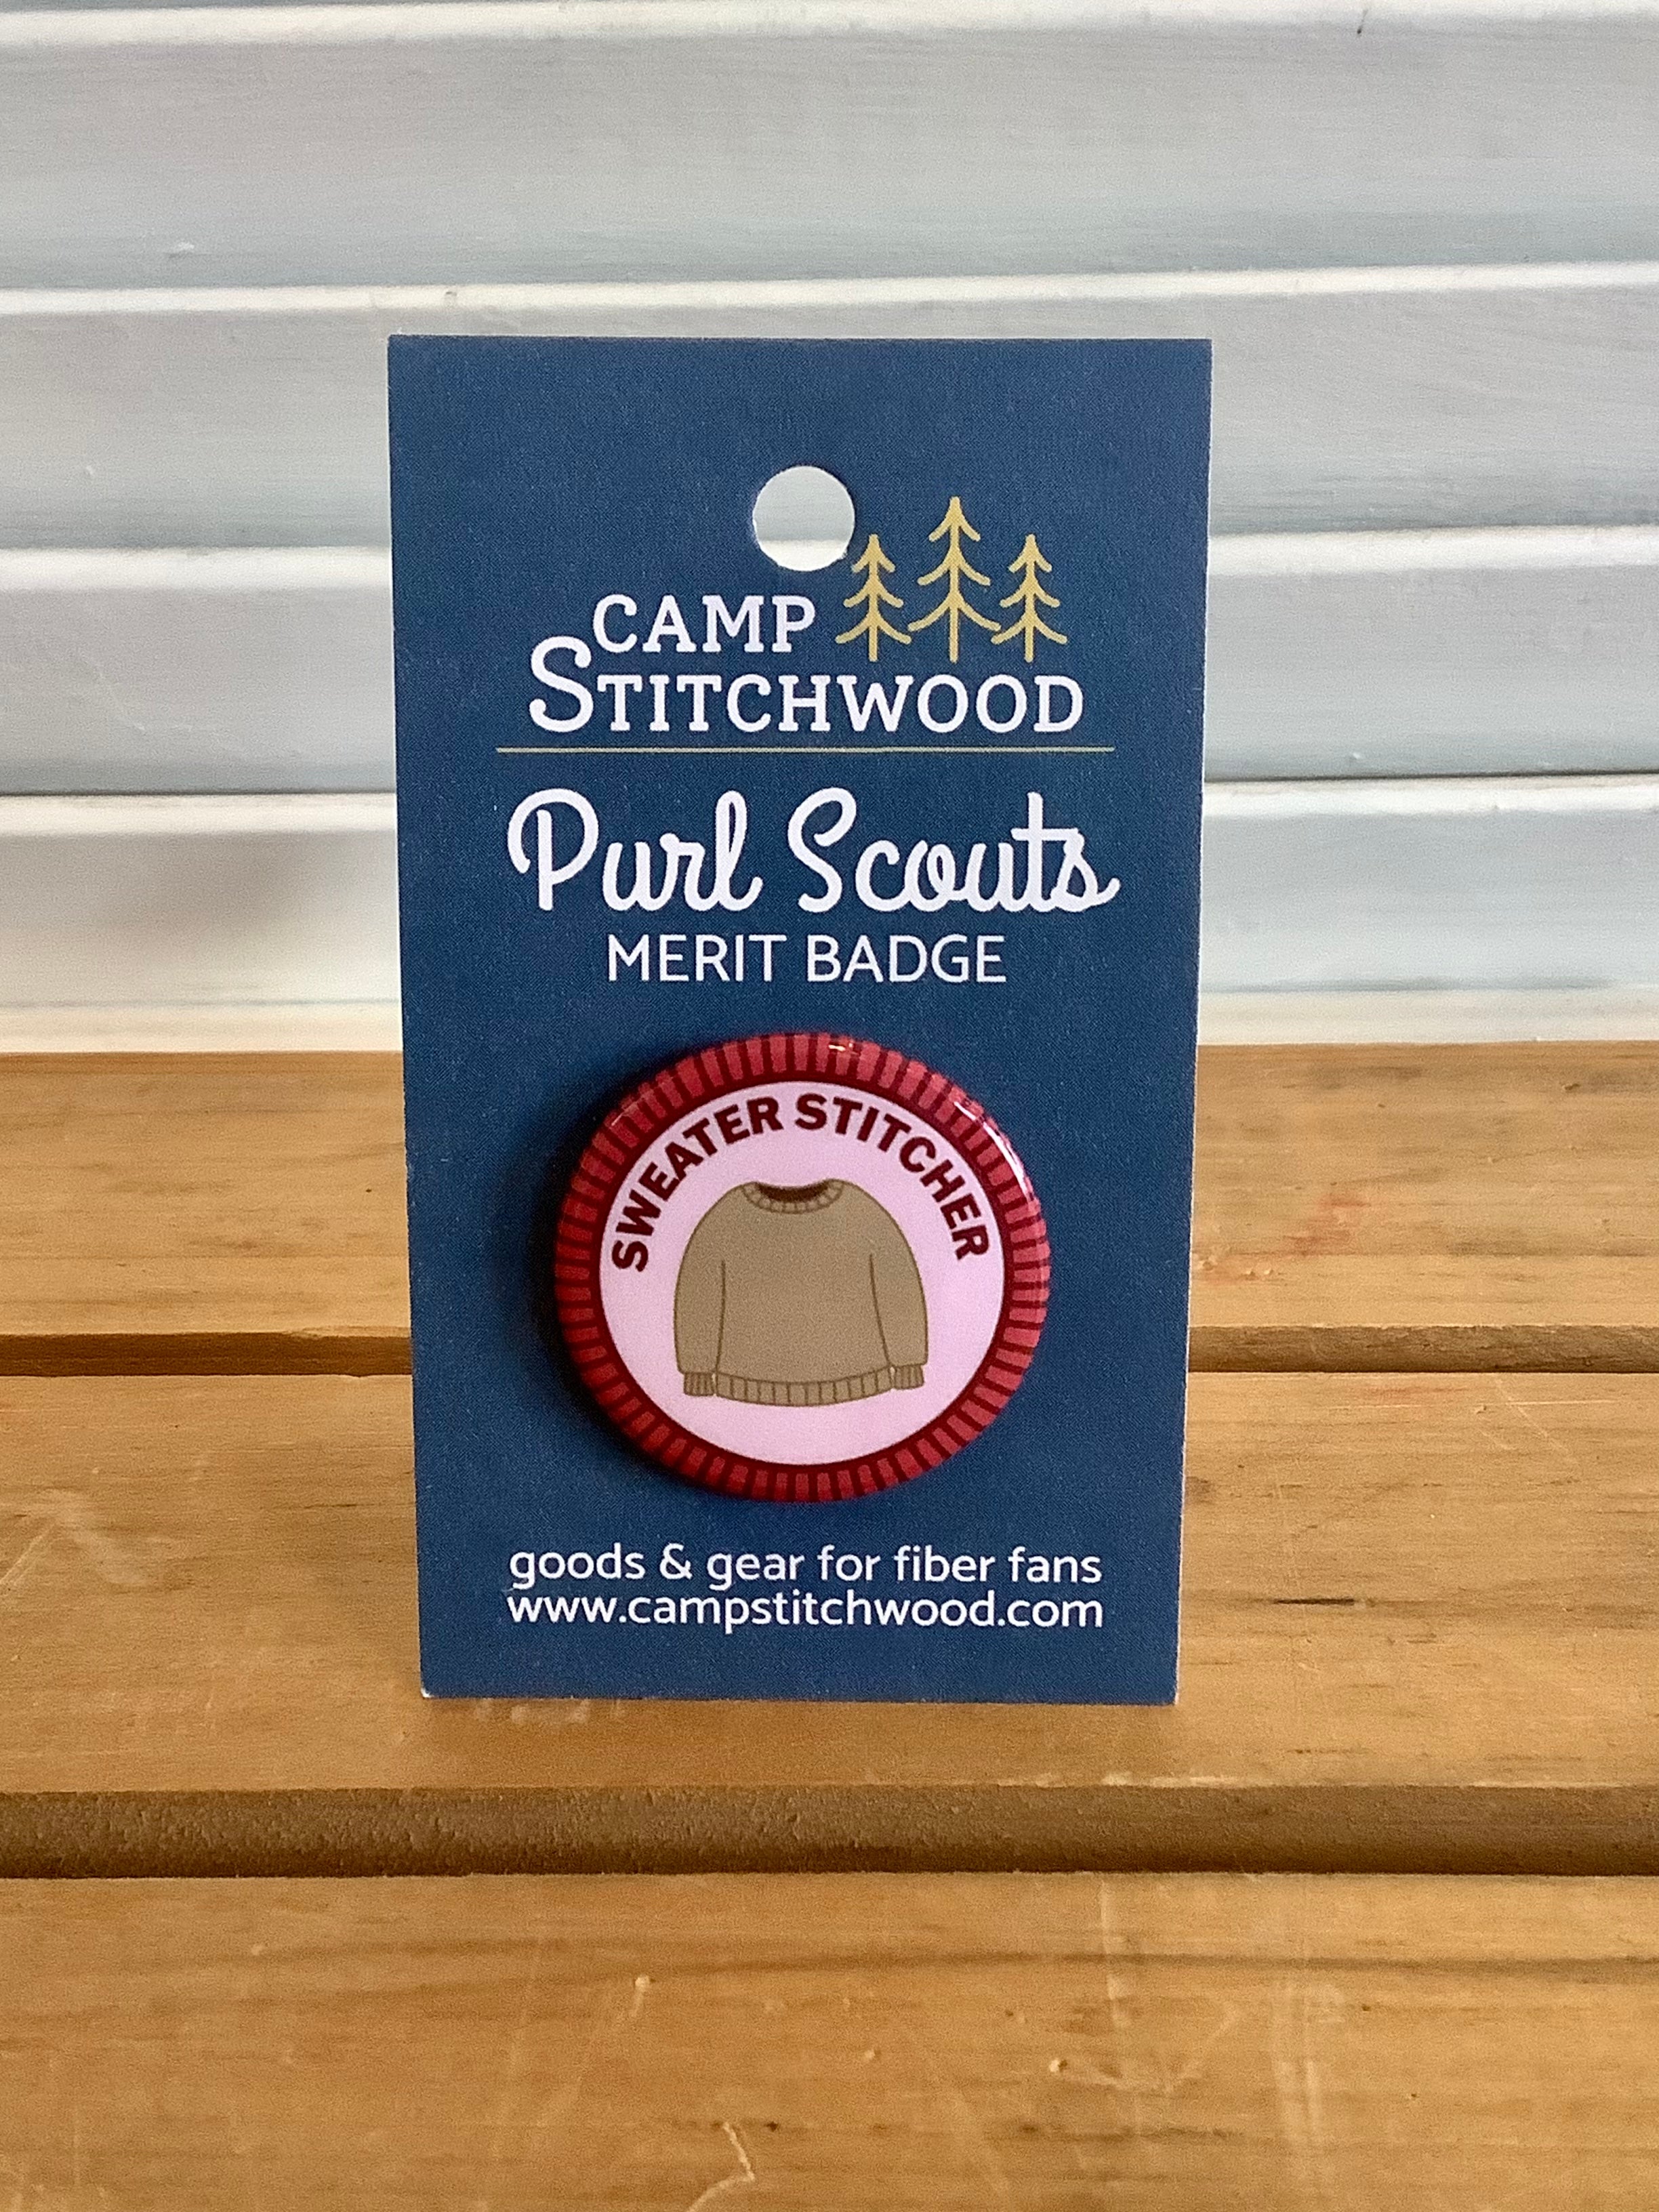 CAMP
STITCHWOOD
Purl Scouts
MERIT BADGE
SWEATER STITCHER
goods & gear for fiber fans
www.campstitchwood.com